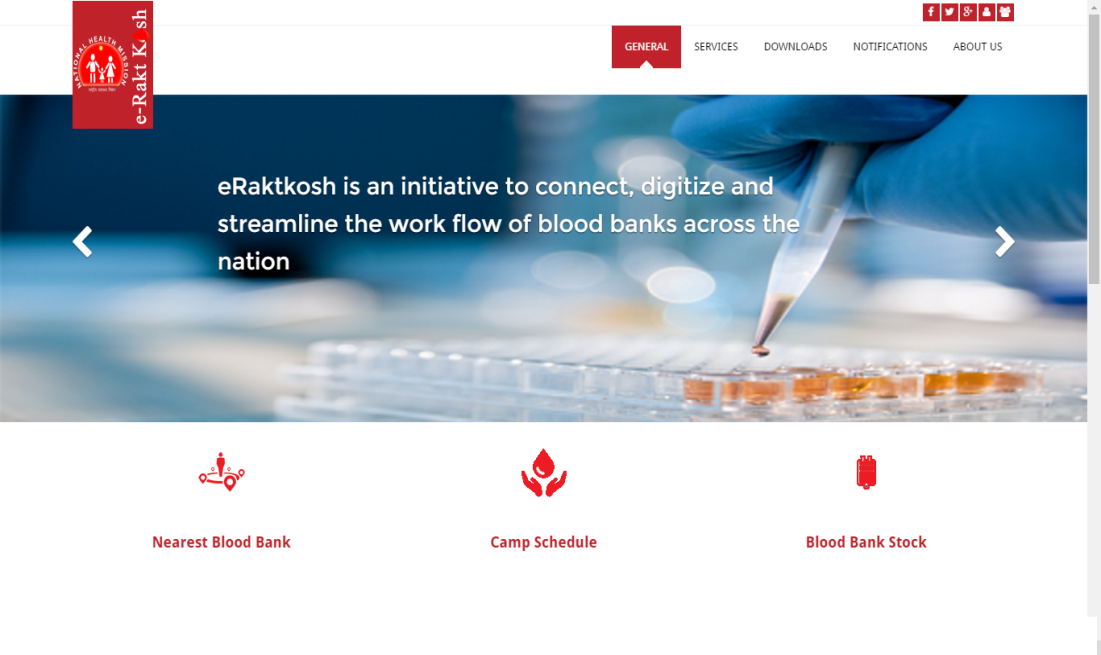 NATIONAL HEALTH MISSION
e-Rakt Kosh
GENERAL
SERVICES
DOWNLOADS
NOTIFICATIONS
ABOUT US
eRaktkosh is an initiative to connect, digitize and
streamline the work flow of blood banks across the
nation
Nearest Blood Bank
Camp Schedule
Blood Bank Stock